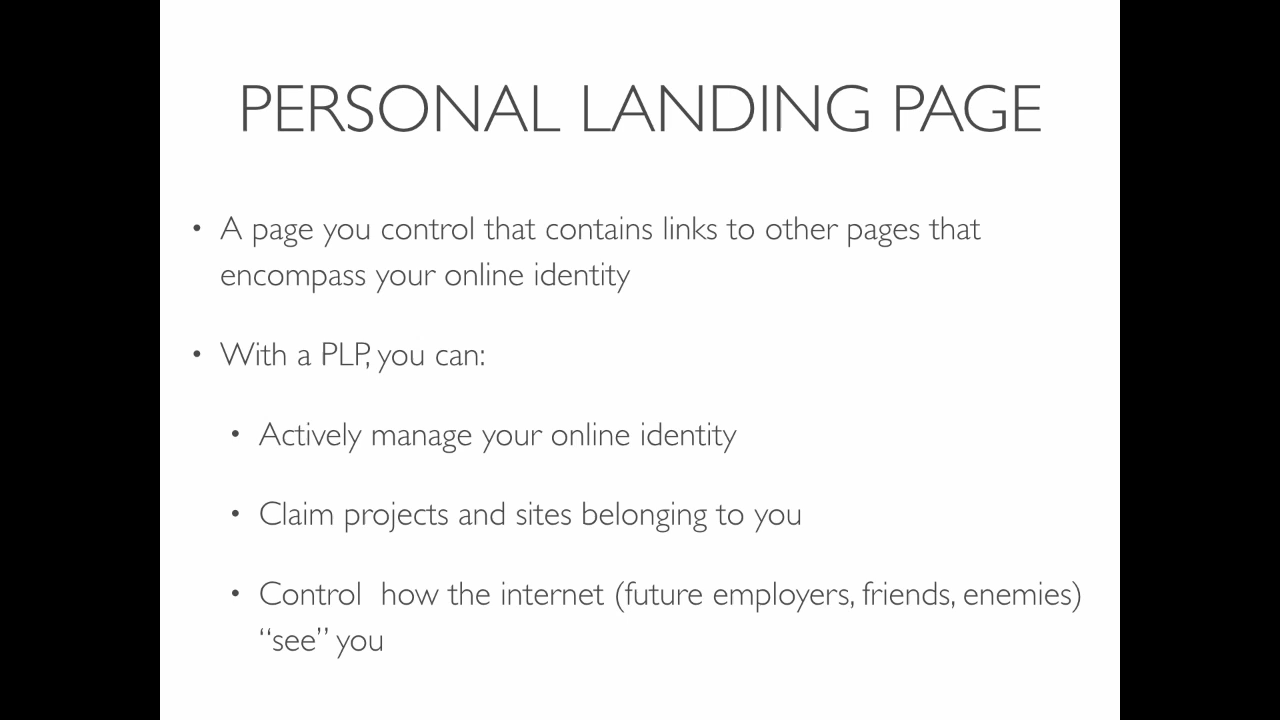 PERSONAL LANDING PAGE
• A page you control that contains links to other pages that
encompass your online identity
• With a PLP, you can:
• Actively manage your online identity
• Claim projects and sites belonging to you
• Control  how the internet (future employers, friends, enemies)
“see” you